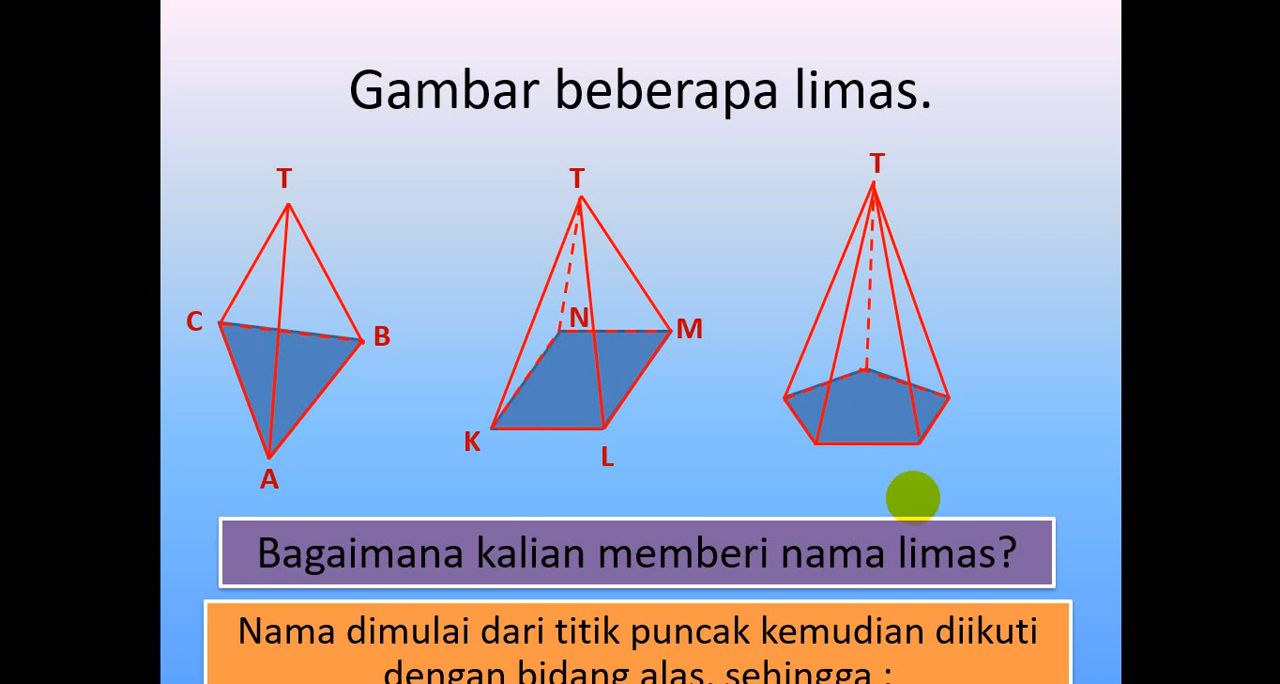 Gambar beberapa limas.
T
T
T
C
B
A
N
M
K
L
Bagaimana kalian memberi nama limas?
Nama dimulai dari titik puncak kemudian diikuti
dengan bidang alas, sehingga :